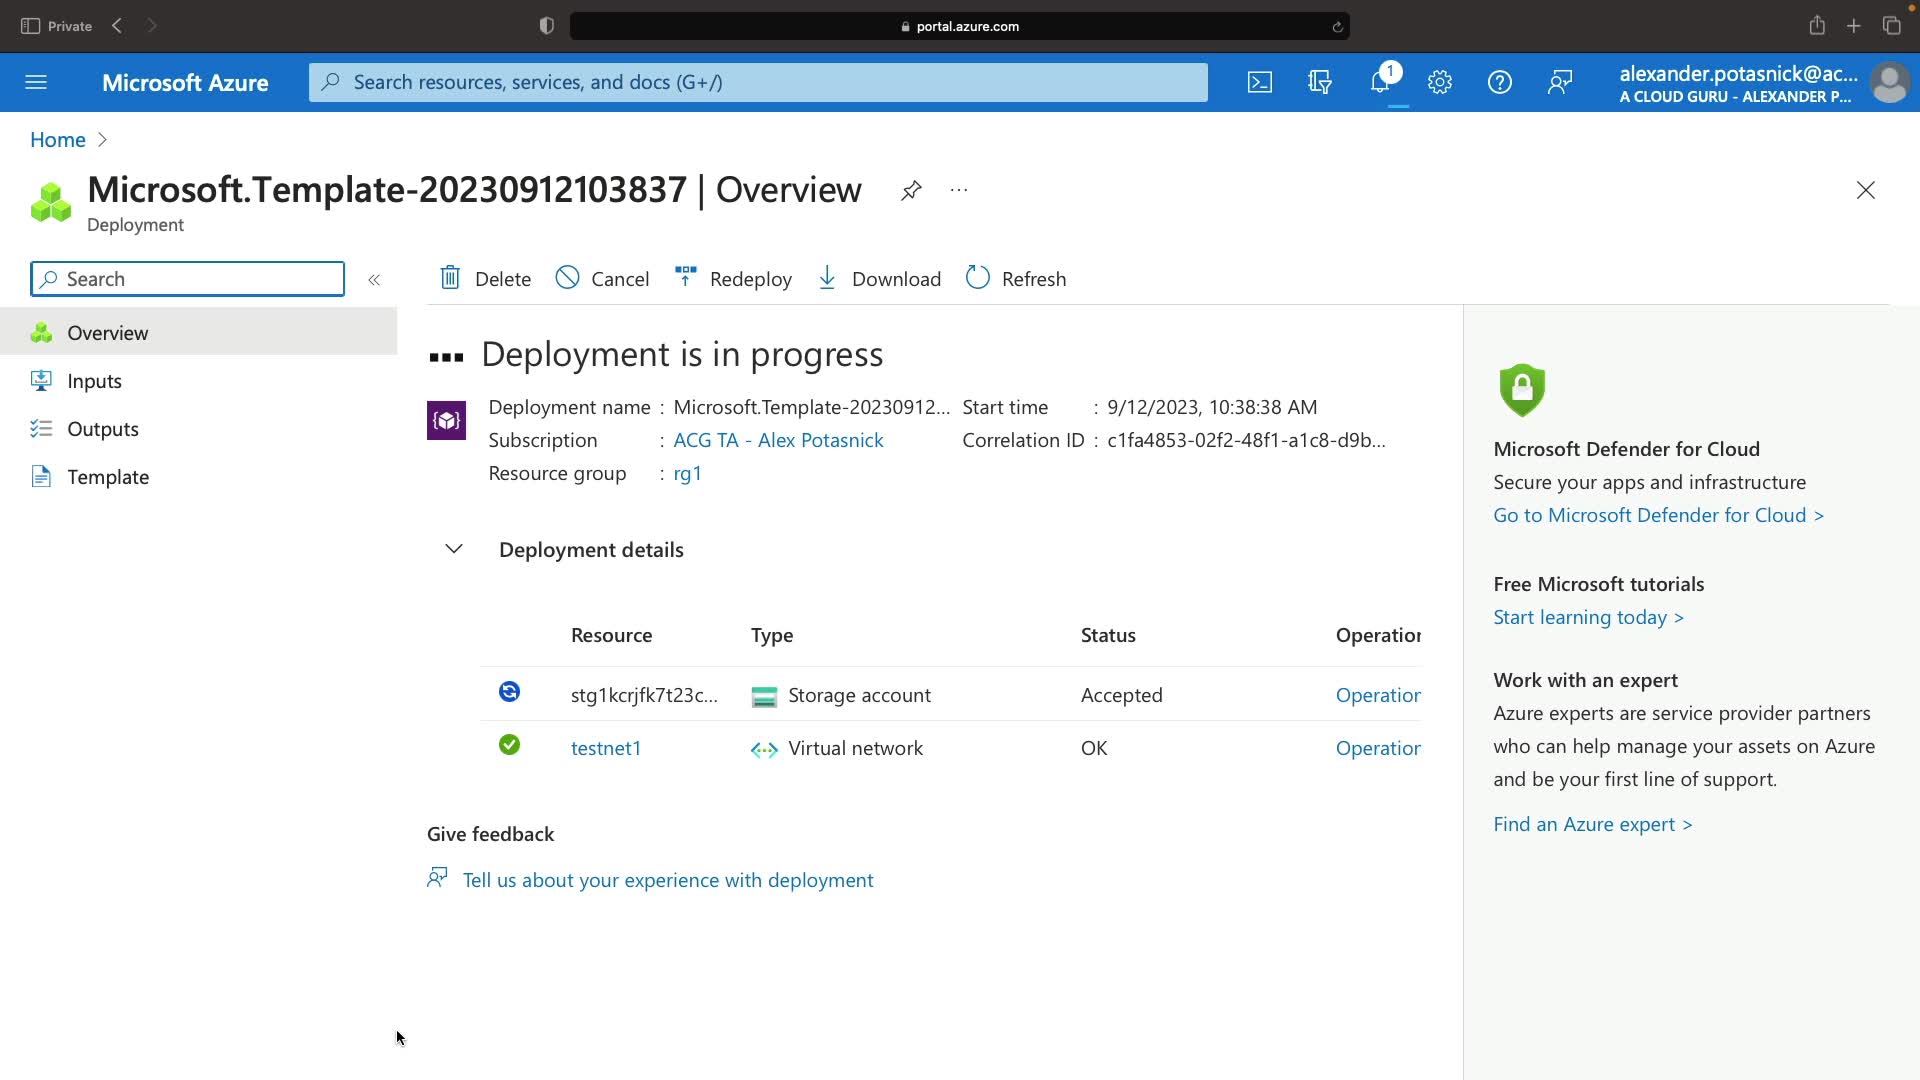 Private
portal.azure.com
Microsoft Azure
Search resources, services, and docs (G+/)
1
alexander.potasnick@ac...
A CLOUD GURU - ALEXANDER P...
Home
Microsoft.Template-20230912103837 | Overview
Deployment
Search
Delete
Cancel
Redeploy
Download
Refresh
Overview
Inputs
Outputs
Template
Deployment is in progress
Deployment name : Microsoft.Template-20230912... Start time : 9/12/2023, 10:38:38 AM
Subscription : ACG TA - Alex Potasnick Correlation ID : c1fa4853-02f2-48f1-a1c8-d9b...
Resource group : rg1
Deployment details
Resource Type Status Operation
stg1kcrjfk7t23c... Storage account Accepted Operation
testnet1 Virtual network OK Operation
Give feedback
Tell us about your experience with deployment
Microsoft Defender for Cloud
Secure your apps and infrastructure
Go to Microsoft Defender for Cloud >
Free Microsoft tutorials
Start learning today >
Work with an expert
Azure experts are service provider partners
who can help manage your assets on Azure
and be your first line of support.
Find an Azure expert >